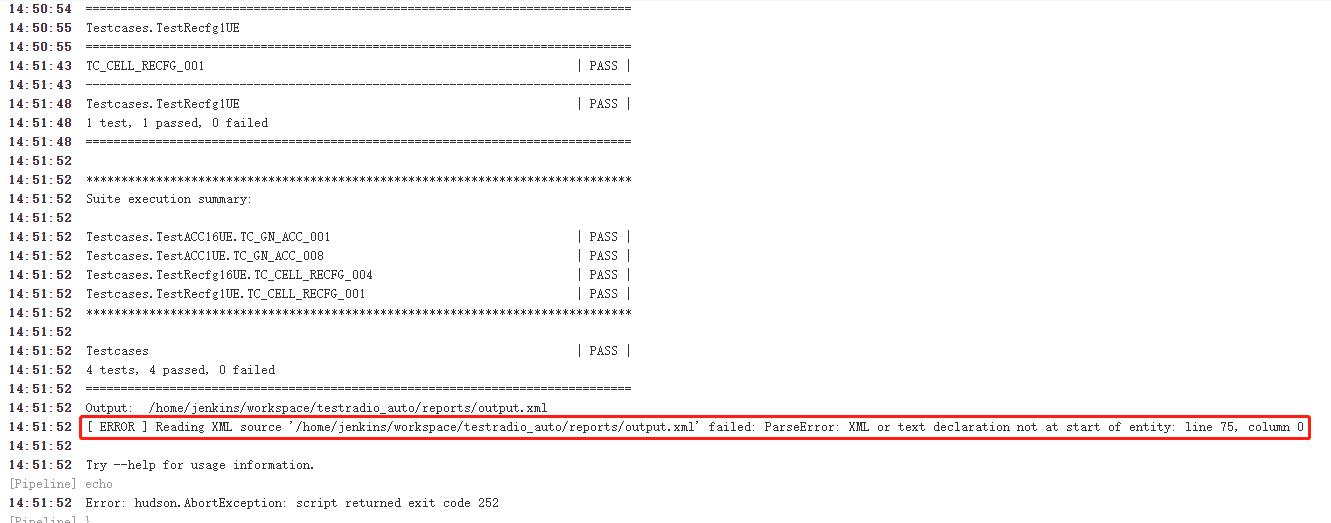 14:50:54 ==============================================================================
14:50:55 Testcases.TestRecfg1UE
14:50:55 ==============================================================================
14:51:43 TC_CELL_RECFG_001 | PASS |
14:51:43 ------------------------------------------------------------------------------
14:51:48 Testcases.TestRecfg1UE | PASS |
14:51:48 1 test, 1 passed, 0 failed
14:51:48 ==============================================================================
14:51:52
14:51:52 ******************************************************************************
14:51:52 Suite execution summary:
14:51:52
14:51:52 Testcases.TestACC16UE.TC_GN_ACC_001 | PASS |
14:51:52 Testcases.TestACC1UE.TC_GN_ACC_008 | PASS |
14:51:52 Testcases.TestRecfg16UE.TC_CELL_RECFG_004 | PASS |
14:51:52 Testcases.TestRecfg1UE.TC_CELL_RECFG_001 | PASS |
14:51:52 ******************************************************************************
14:51:52
14:51:52 Testcases | PASS |
14:51:52 4 tests, 4 passed, 0 failed
14:51:52 ==============================================================================
14:51:52 Output: /home/jenkins/workspace/testradio_auto/reports/output.xml
14:51:52 [ ERROR ] Reading XML source '/home/jenkins/workspace/testradio_auto/reports/output.xml' failed: ParseError: XML or text declaration not at start of entity: line 75, column 0
14:51:52
14:51:52 Try --help for usage information.
[Pipeline] echo
14:51:52 Error: hudson.AbortException: script returned exit code 252
[Pipeline] }